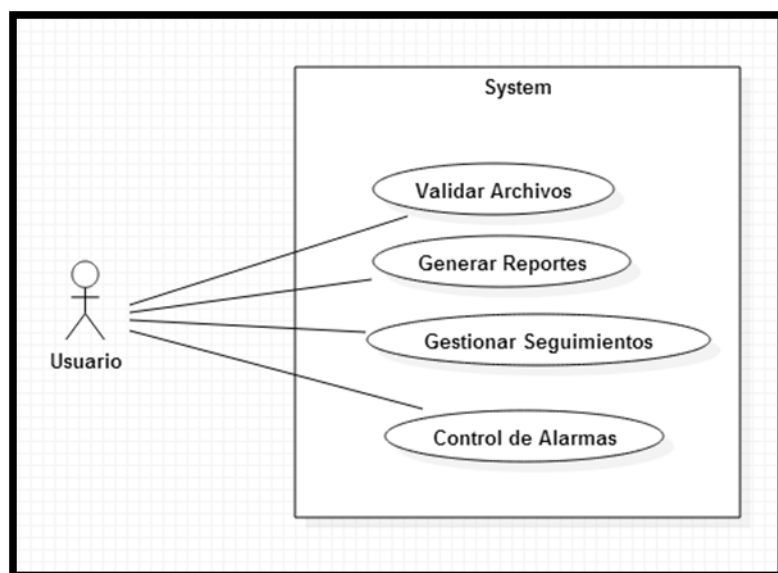 System
Validar Archivos
Generar Reportes
Gestionar Seguimientos
Usuario
Control de Alarmas